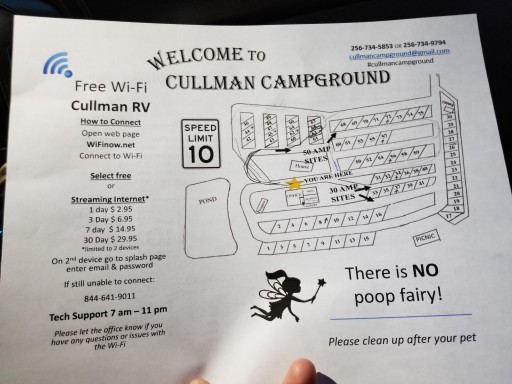 WELCOME TO
CULLMAN CAMPGROUND
256-734-5853 OR 256-734-9794
cullmancampground@gmail.com
#cullmancampground
Free Wi-Fi
Cullman RV
How to Connect
Open web page
WiFinow.net
Connect to Wi-Fi
Select free
or
Streaming Internet*
1 day $ 2.95
3 Day $ 6.95
7 day $ 14.95
30 Day $ 29.95
*limited to 2 devices
On 2nd device go to splash page
enter email & password
If still unable to connect:
844-641-9011
Tech Support 7 am – 11 pm
Please let the office know if you
have any questions or issues with
the Wi-Fi
SPEED
LIMIT
10
POND
50 AMP
SITES
House
YOU ARE HERE
30 AMP
SITES
PICNIC
17
There is NO
poop fairy!
Please clean up after your pet